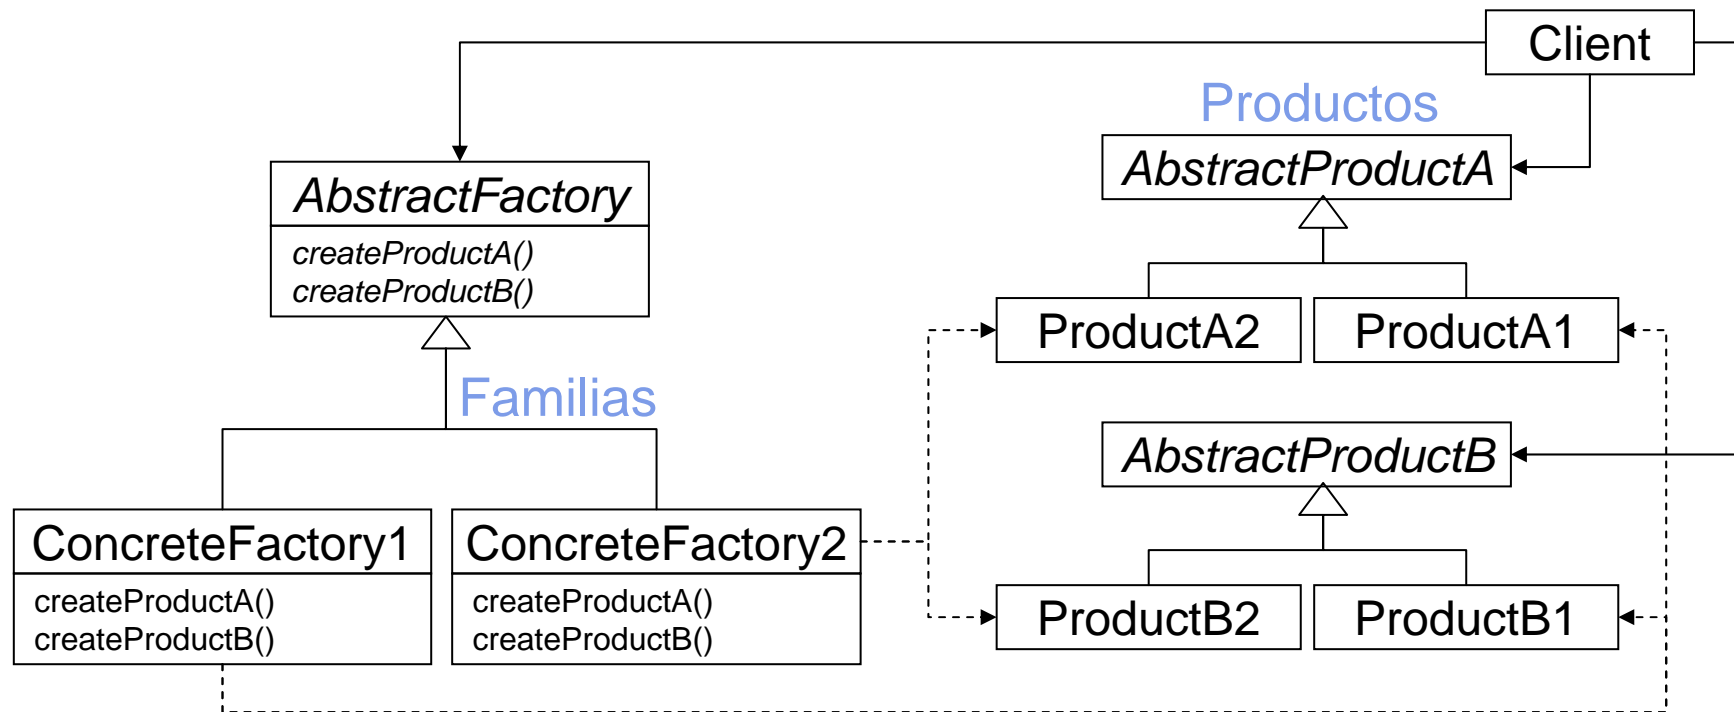 Client
Productos
AbstractProductA
AbstractFactory
createProductA()
createProductB()
ProductA2
ProductA1
Familias
AbstractProductB
ConcreteFactory1
createProductA()
createProductB()
ConcreteFactory2
createProductA()
createProductB()
ProductB2
ProductB1